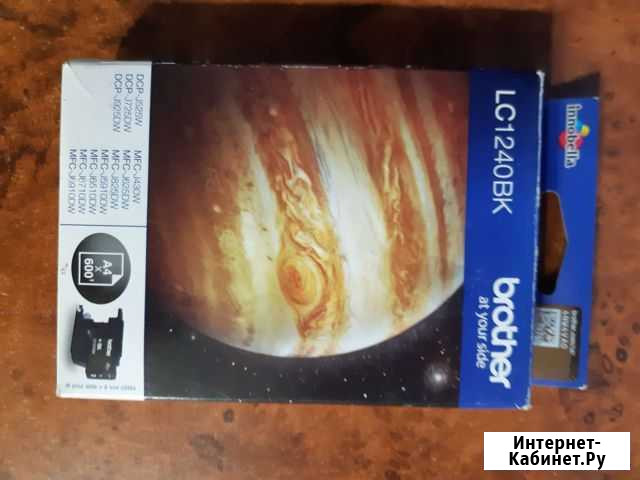 innobella
LC1240BK
brother
at your side
DCP-J525W
DCP-J725DW
DCP-J925DW
MFC-J430W
MFC-J625DW
MFC-J825DW
MFC-J5910DW
MFC-J6510DW
MFC-J6710DW
MFC-J6910DW
A4
x
600
brother
Интернет-
Кабинет.Ру